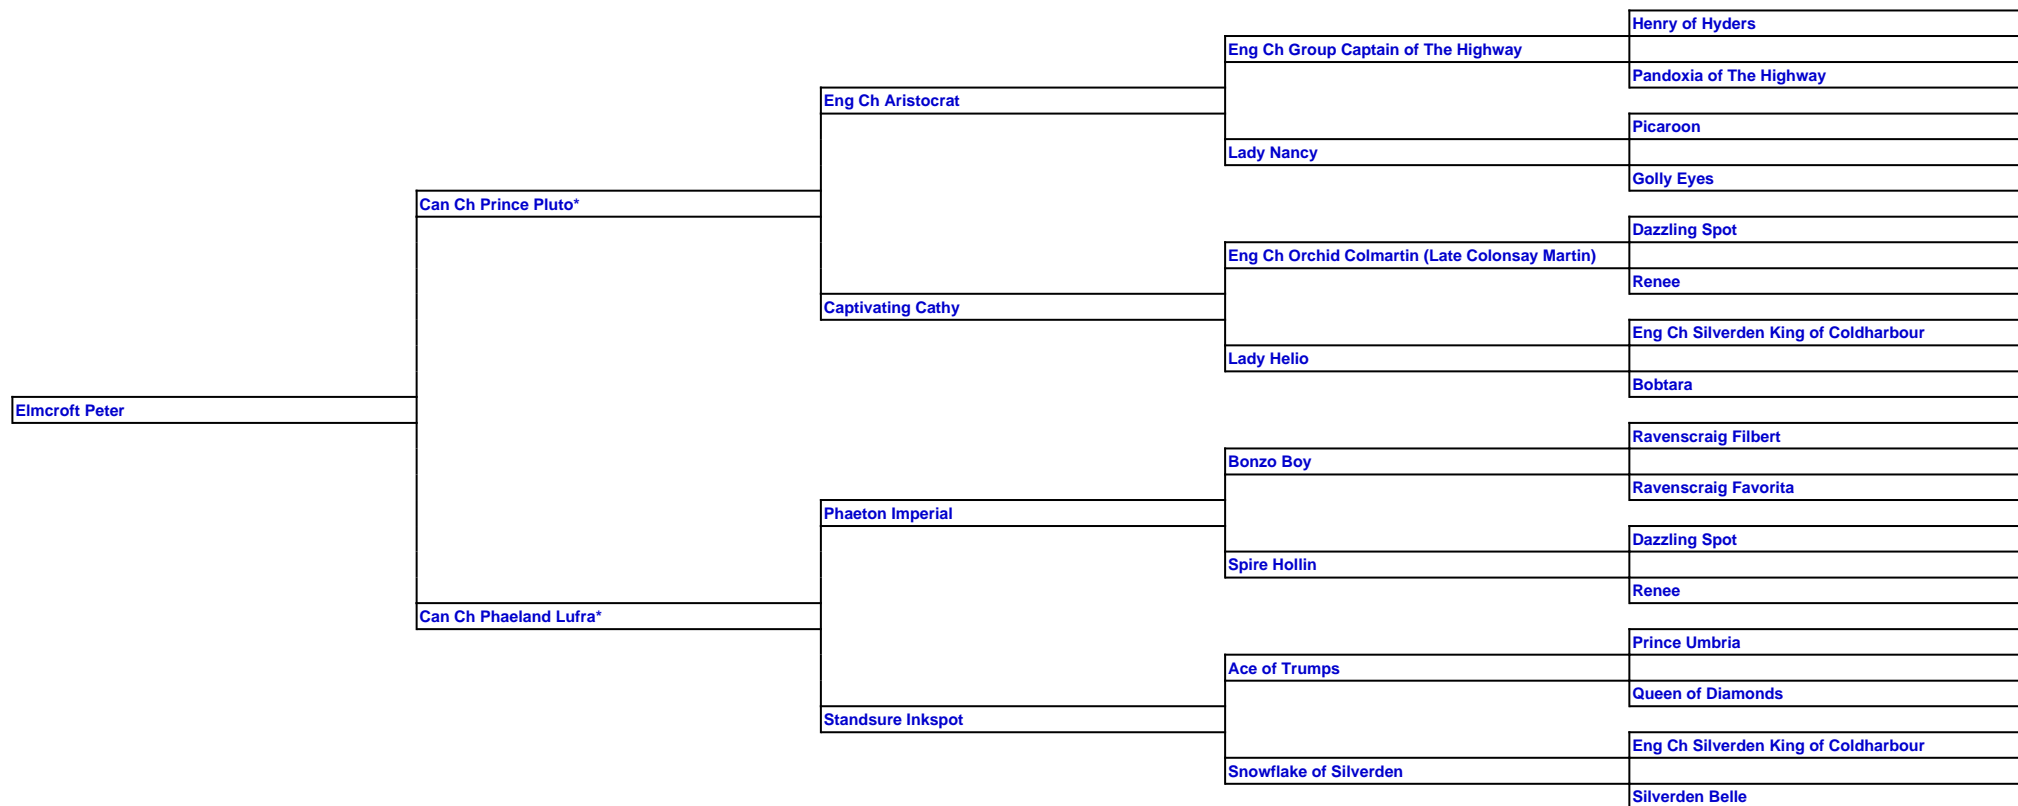 Henry of Hyders
Eng Ch Group Captain of The Highway
Pandoxia of The Highway
Eng Ch Aristocrat
Picaroon
Lady Nancy
Golly Eyes
Can Ch Prince Pluto*
Dazzling Spot
Eng Ch Orchid Colmartin (Late Colonsay Martin)
Renee
Captivating Cathy
Eng Ch Silverden King of Coldharbour
Lady Helio
Bobtara
Elmcroft Peter
Ravenscraig Filbert
Bonzo Boy
Ravenscraig Favorita
Phaeton Imperial
Dazzling Spot
Spire Hollin
Renee
Can Ch Phaeland Lufra*
Prince Umbria
Ace of Trumps
Queen of Diamonds
Standsure Inkspot
Eng Ch Silverden King of Coldharbour
Snowflake of Silverden
Silverden Belle